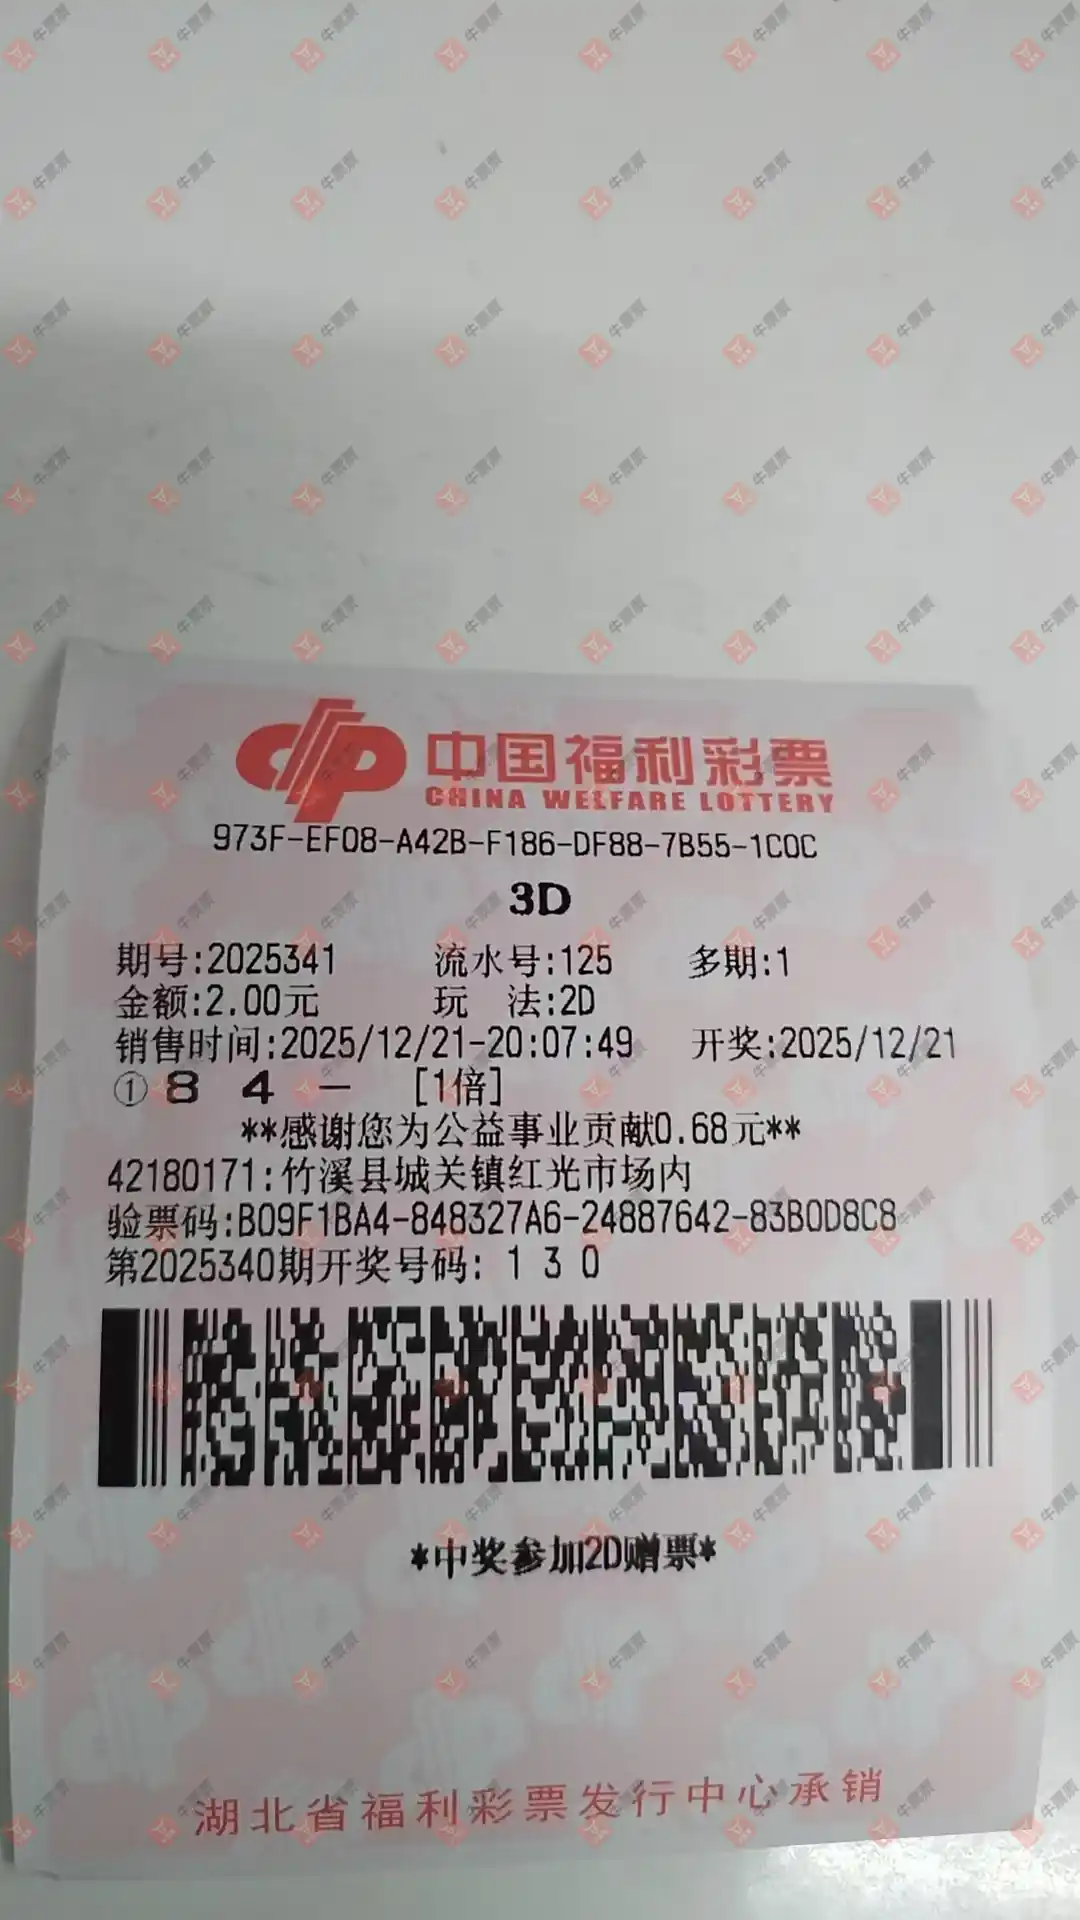 中国福利彩票
CHINA WELFARE LOTTERY
973F-EF08-A42B-F186-DF88-7B55-1C0C
3D
期号:2025341 流水号:125 多期:1
金额:2.00元 玩 法:2D
销售时间:2025/12/21-20:07:49 开奖:2025/12/21
① 8 4 — [1倍]
**感谢您为公益事业贡献0.68元**
42180171:竹溪县城关镇红光市场内
验票码:B09F1BA4-848327A6-24887642-83B0D8C8
第2025340期开奖号码: 1 3 0
*中奖参加2D赠票*
湖北省福利彩票发行中心承销
牛票票